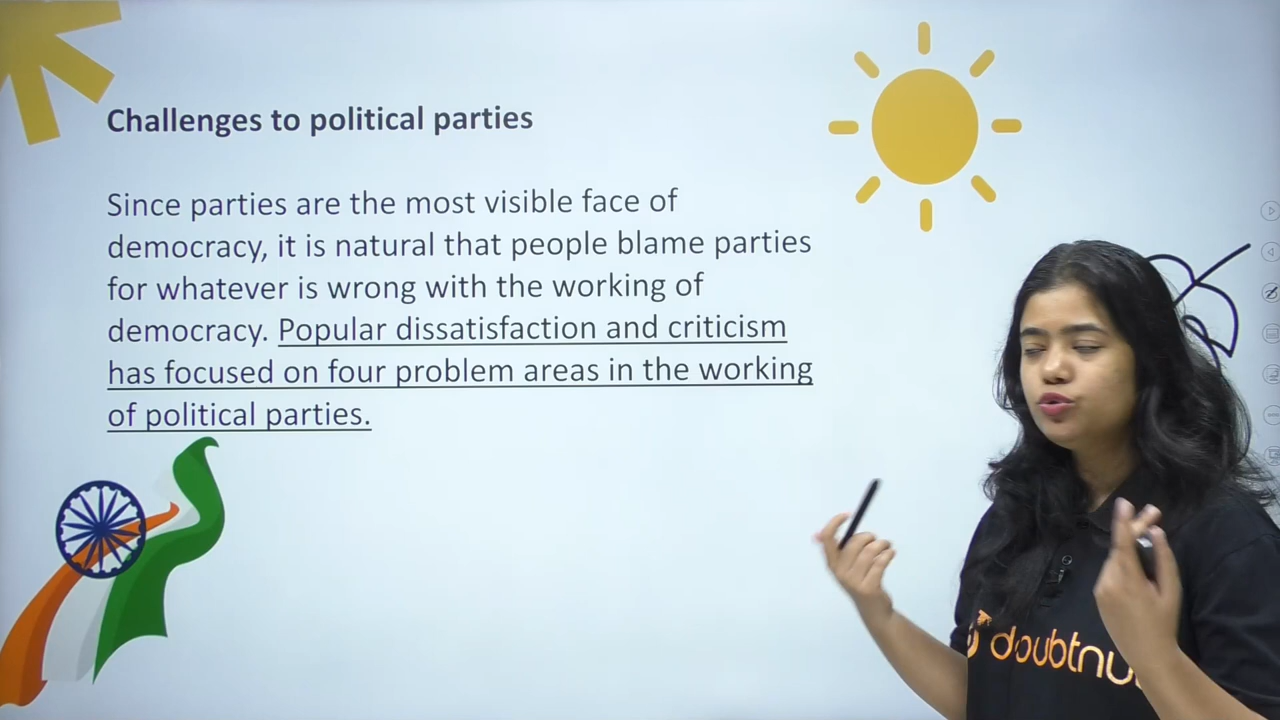 Challenges to political parties
Since parties are the most visible face of
democracy, it is natural that people blame parties
for whatever is wrong with the working of
democracy. Popular dissatisfaction and criticism
has focused on four problem areas in the working
of political parties.
doubtnu